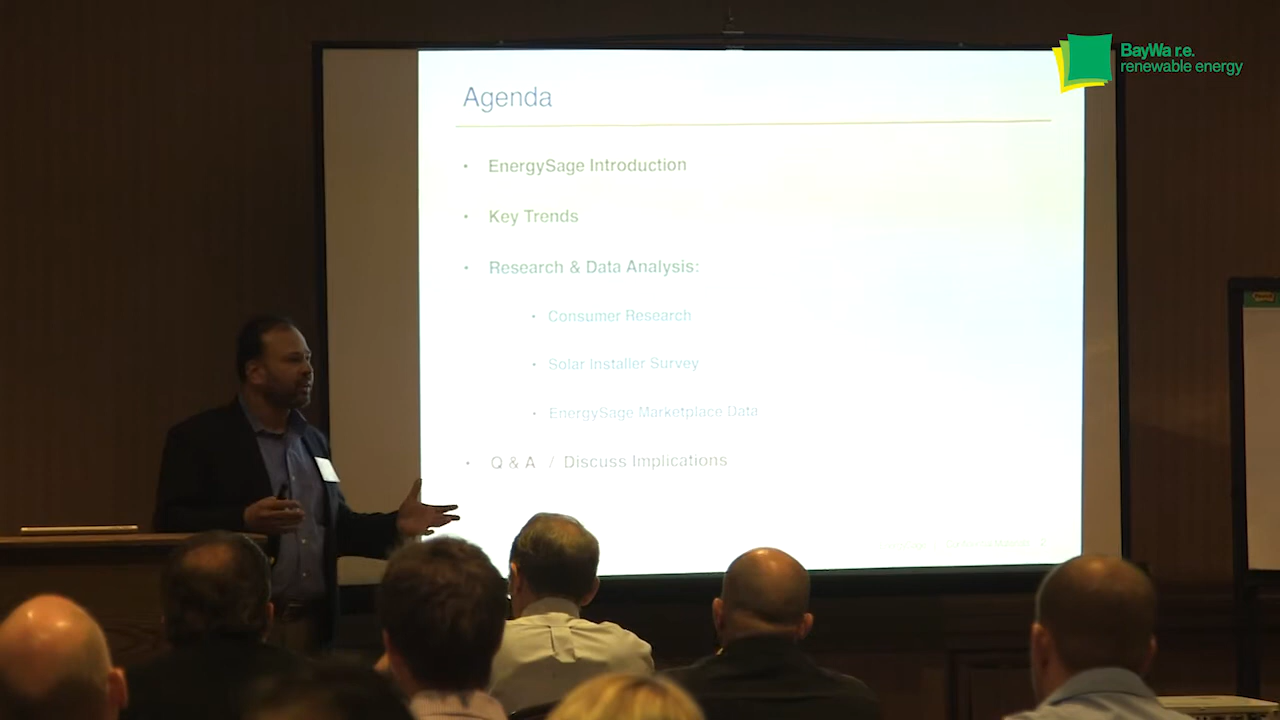 BayWa r.e.
renewable energy
Agenda
• EnergySage Introduction
• Key Trends
• Research & Data Analysis:
• Consumer Research
• Solar Installer Survey
• EnergySage Marketplace Data
• Q & A / Discuss Implications